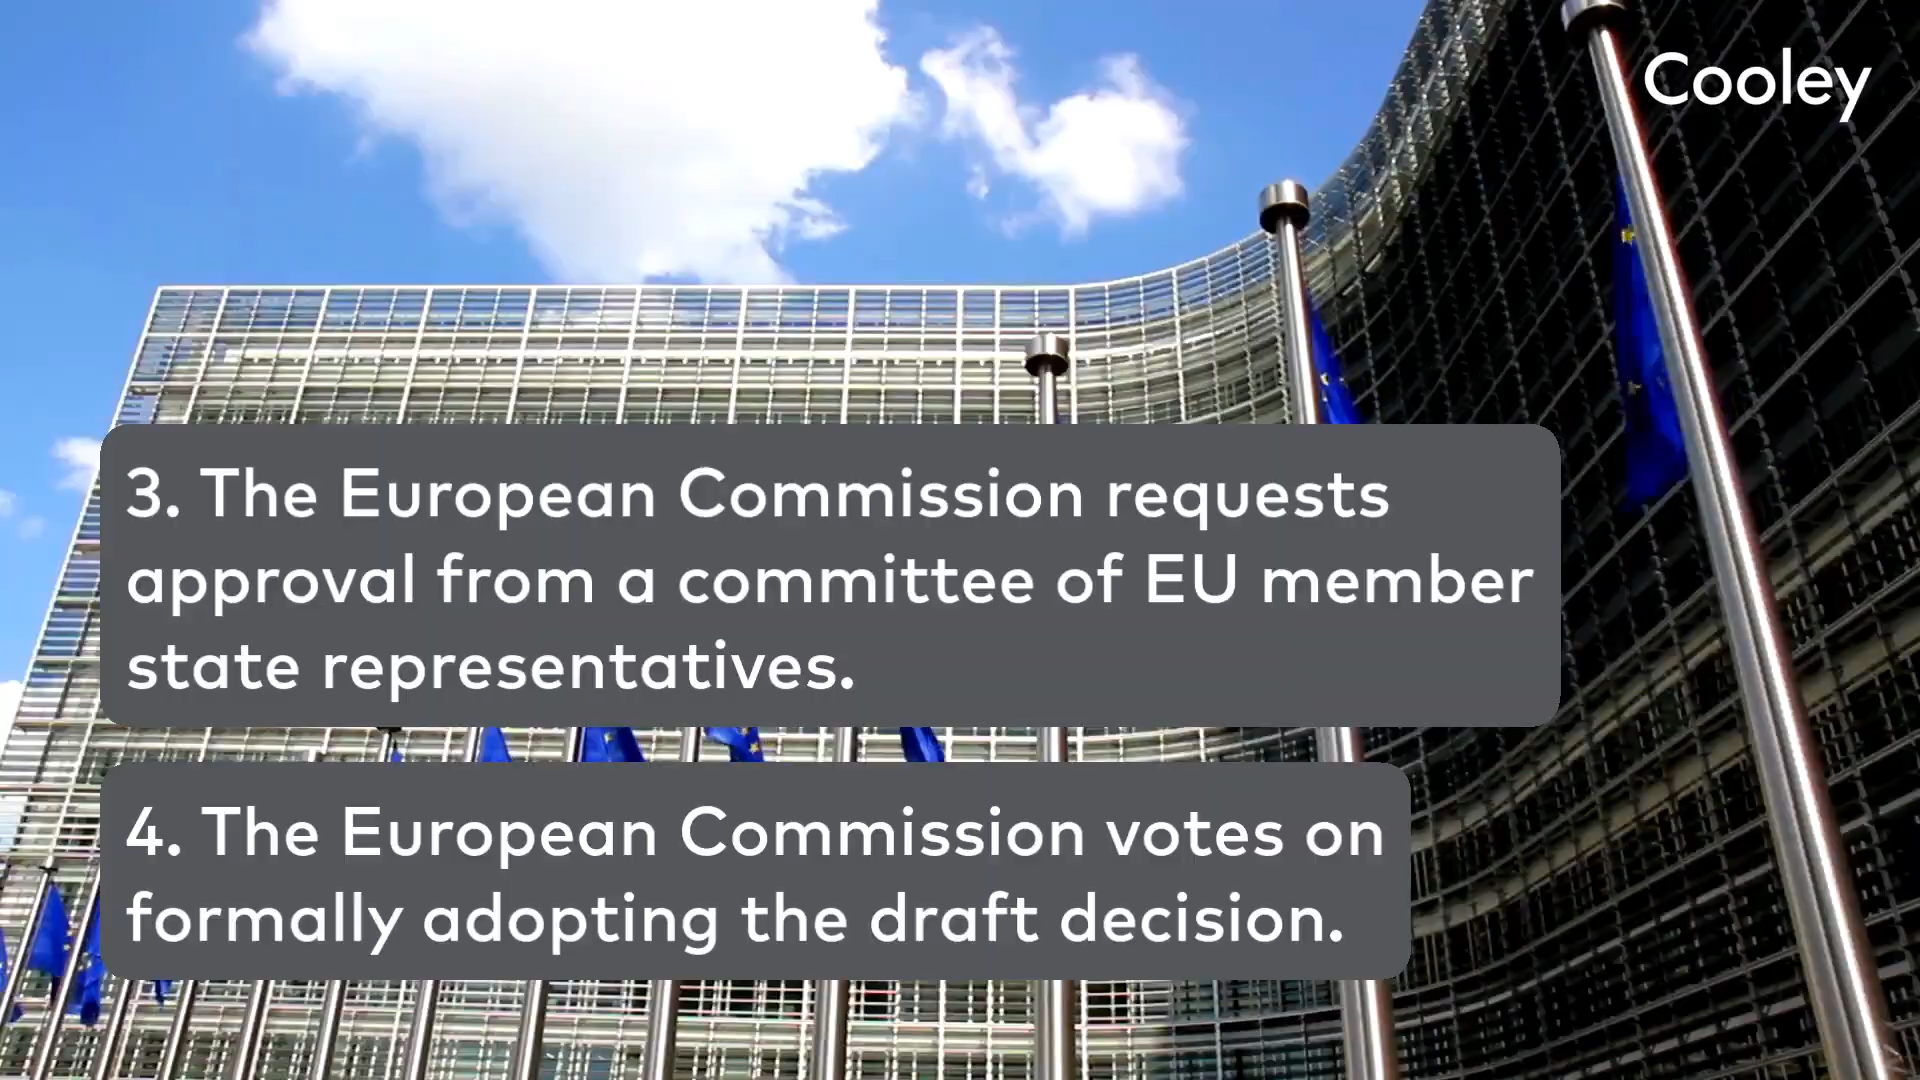 Cooley
3. The European Commission requests
approval from a committee of EU member
state representatives.
4. The European Commission votes on
formally adopting the draft decision.